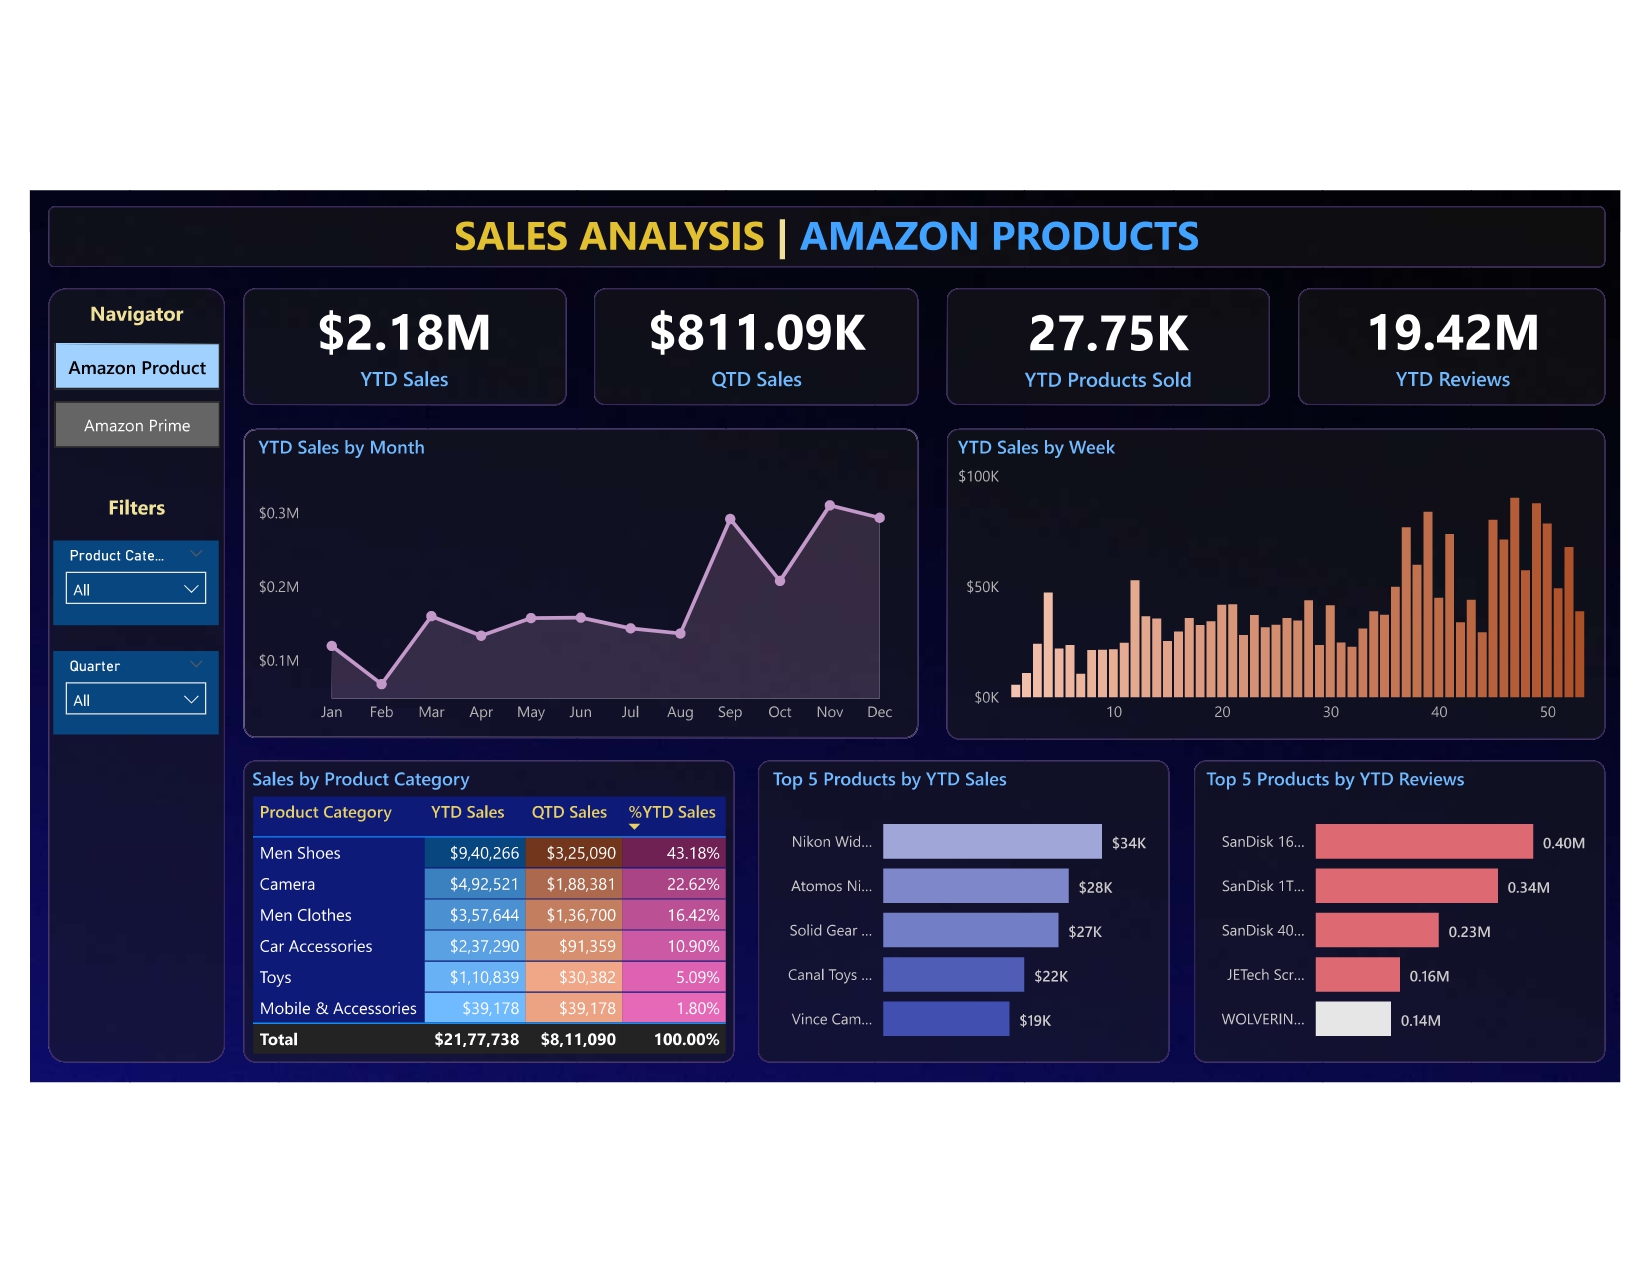 SALES ANALYSIS | AMAZON PRODUCTS
Navigator
Amazon Product
Amazon Prime
Filters
Product Cate...
All
Quarter
All
$2.18M
YTD Sales
$811.09K
QTD Sales
27.75K
YTD Products Sold
19.42M
YTD Reviews
YTD Sales by Month
$0.3M
$0.2M
$0.1M
Jan Feb Mar Apr May Jun Jul Aug Sep Oct Nov Dec
YTD Sales by Week
$100K
$50K
$0K
10 20 30 40 50
Sales by Product Category
Product Category YTD Sales QTD Sales %YTD Sales
Men Shoes $9,40,266 $3,25,090 43.18%
Camera $4,92,521 $1,88,381 22.62%
Men Clothes $3,57,644 $1,36,700 16.42%
Car Accessories $2,37,290 $91,359 10.90%
Toys $1,10,839 $30,382 5.09%
Mobile & Accessories $39,178 $39,178 1.80%
Total $21,77,738 $8,11,090 100.00%
Top 5 Products by YTD Sales
Nikon Wid... $34K
Atomos Ni... $28K
Solid Gear ... $27K
Canal Toys ... $22K
Vince Cam... $19K
Top 5 Products by YTD Reviews
SanDisk 16... 0.40M
SanDisk 1T... 0.34M
SanDisk 40... 0.23M
JETech Scr... 0.16M
WOLVERIN... 0.14M